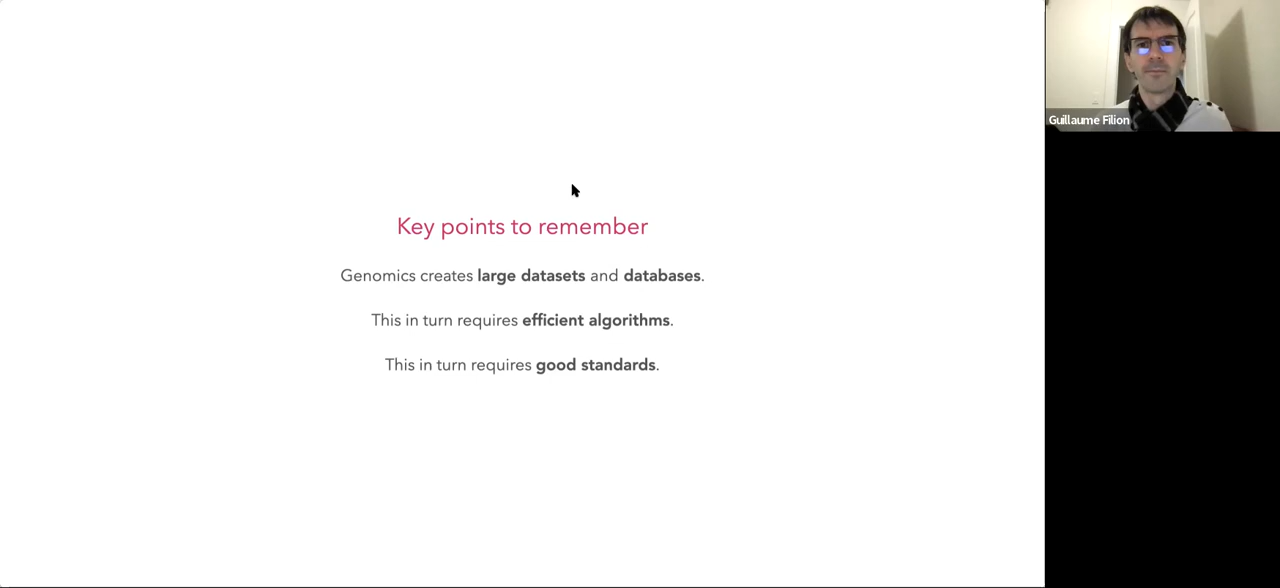 Key points to remember
Genomics creates large datasets and databases.
This in turn requires efficient algorithms.
This in turn requires good standards.
Guillaume Filion